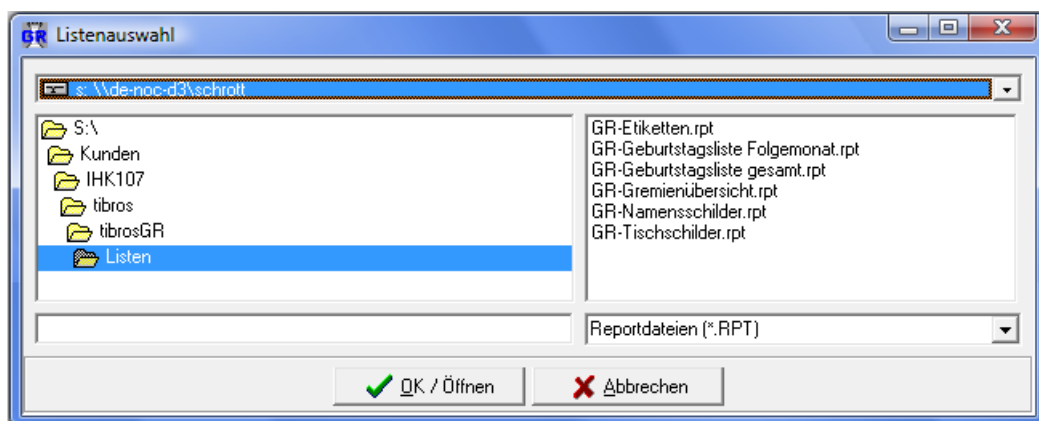 GR Listenauswahl
s: \\de-noc-d3\schrott
S:\
Kunden
IHK107
tibros
tibrosGR
Listen
GR-Etiketten.rpt
GR-Geburtstagsliste Folgemonat.rpt
GR-Geburtstagsliste gesamt.rpt
GR-Gremienübersicht.rpt
GR-Namensschilder.rpt
GR-Tischschilder.rpt
Reportdateien (*.RPT)
OK / Öffnen
Abbrechen